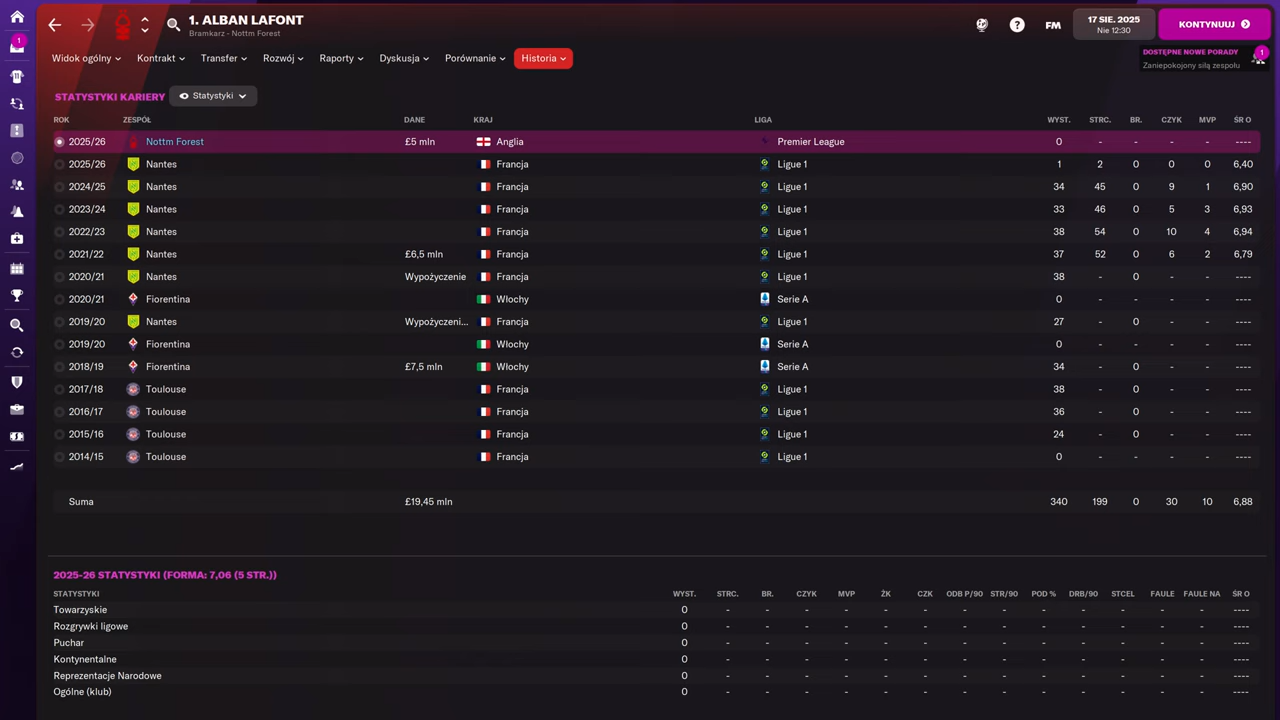 1. ALBAN LAFONT
Bramkarz - Nottm Forest
FM
17 SIE. 2025
Nie 12:30
KONTYNUUJ
1
DOSTĘPNE NOWE PORADY 1
Zaniepokojony siłą zespołu
Widok ogólny Kontrakt Transfer Rozwój Raporty Dyskusja Porównanie Historia
STATYSTYKI KARIERY Statystyki
ROK ZESPÓŁ DANE KRAJ LIGA WYST. STRC. BR. CZYK MVP ŚR O
2025/26 Nottm Forest £5 mln Anglia Premier League 0 - - - - ----
2025/26 Nantes Francja Ligue 1 1 2 0 0 0 6,40
2024/25 Nantes Francja Ligue 1 34 45 0 9 1 6,90
2023/24 Nantes Francja Ligue 1 33 46 0 5 3 6,93
2022/23 Nantes Francja Ligue 1 38 54 0 10 4 6,94
2021/22 Nantes £6,5 mln Francja Ligue 1 37 52 0 6 2 6,79
2020/21 Nantes Wypożyczenie Francja Ligue 1 38 - 0 - - ----
2020/21 Fiorentina Włochy Serie A 0 - - - - ----
2019/20 Nantes Wypożyczeni... Francja Ligue 1 27 - 0 - - ----
2019/20 Fiorentina Włochy Serie A 0 - - - - ----
2018/19 Fiorentina £7,5 mln Włochy Serie A 34 - 0 - - ----
2017/18 Toulouse Francja Ligue 1 38 - 0 - - ----
2016/17 Toulouse Francja Ligue 1 36 - 0 - - ----
2015/16 Toulouse Francja Ligue 1 24 - 0 - - ----
2014/15 Toulouse Francja Ligue 1 0 - - - - ----
Suma £19,45 mln 340 199 0 30 10 6,88
2025-26 STATYSTYKI (FORMA: 7,06 (5 STR.))
STATYSTYKI WYST. STRC. BR. CZYK MVP ŻK CZK ODB P/90 STR/90 POD % DRB/90 STCEL FAULE FAULE NA ŚR O
Towarzyskie 0 - - - - - - - - - - - - - ----
Rozgrywki ligowe 0 - - - - - - - - - - - - - ----
Puchar 0 - - - - - - - - - - - - - ----
Kontynentalne 0 - - - - - - - - - - - - - ----
Reprezentacje Narodowe 0 - - - - - - - - - - - - - ----
Ogólne (klub) 0 - - - - - - - - - - - - - ----